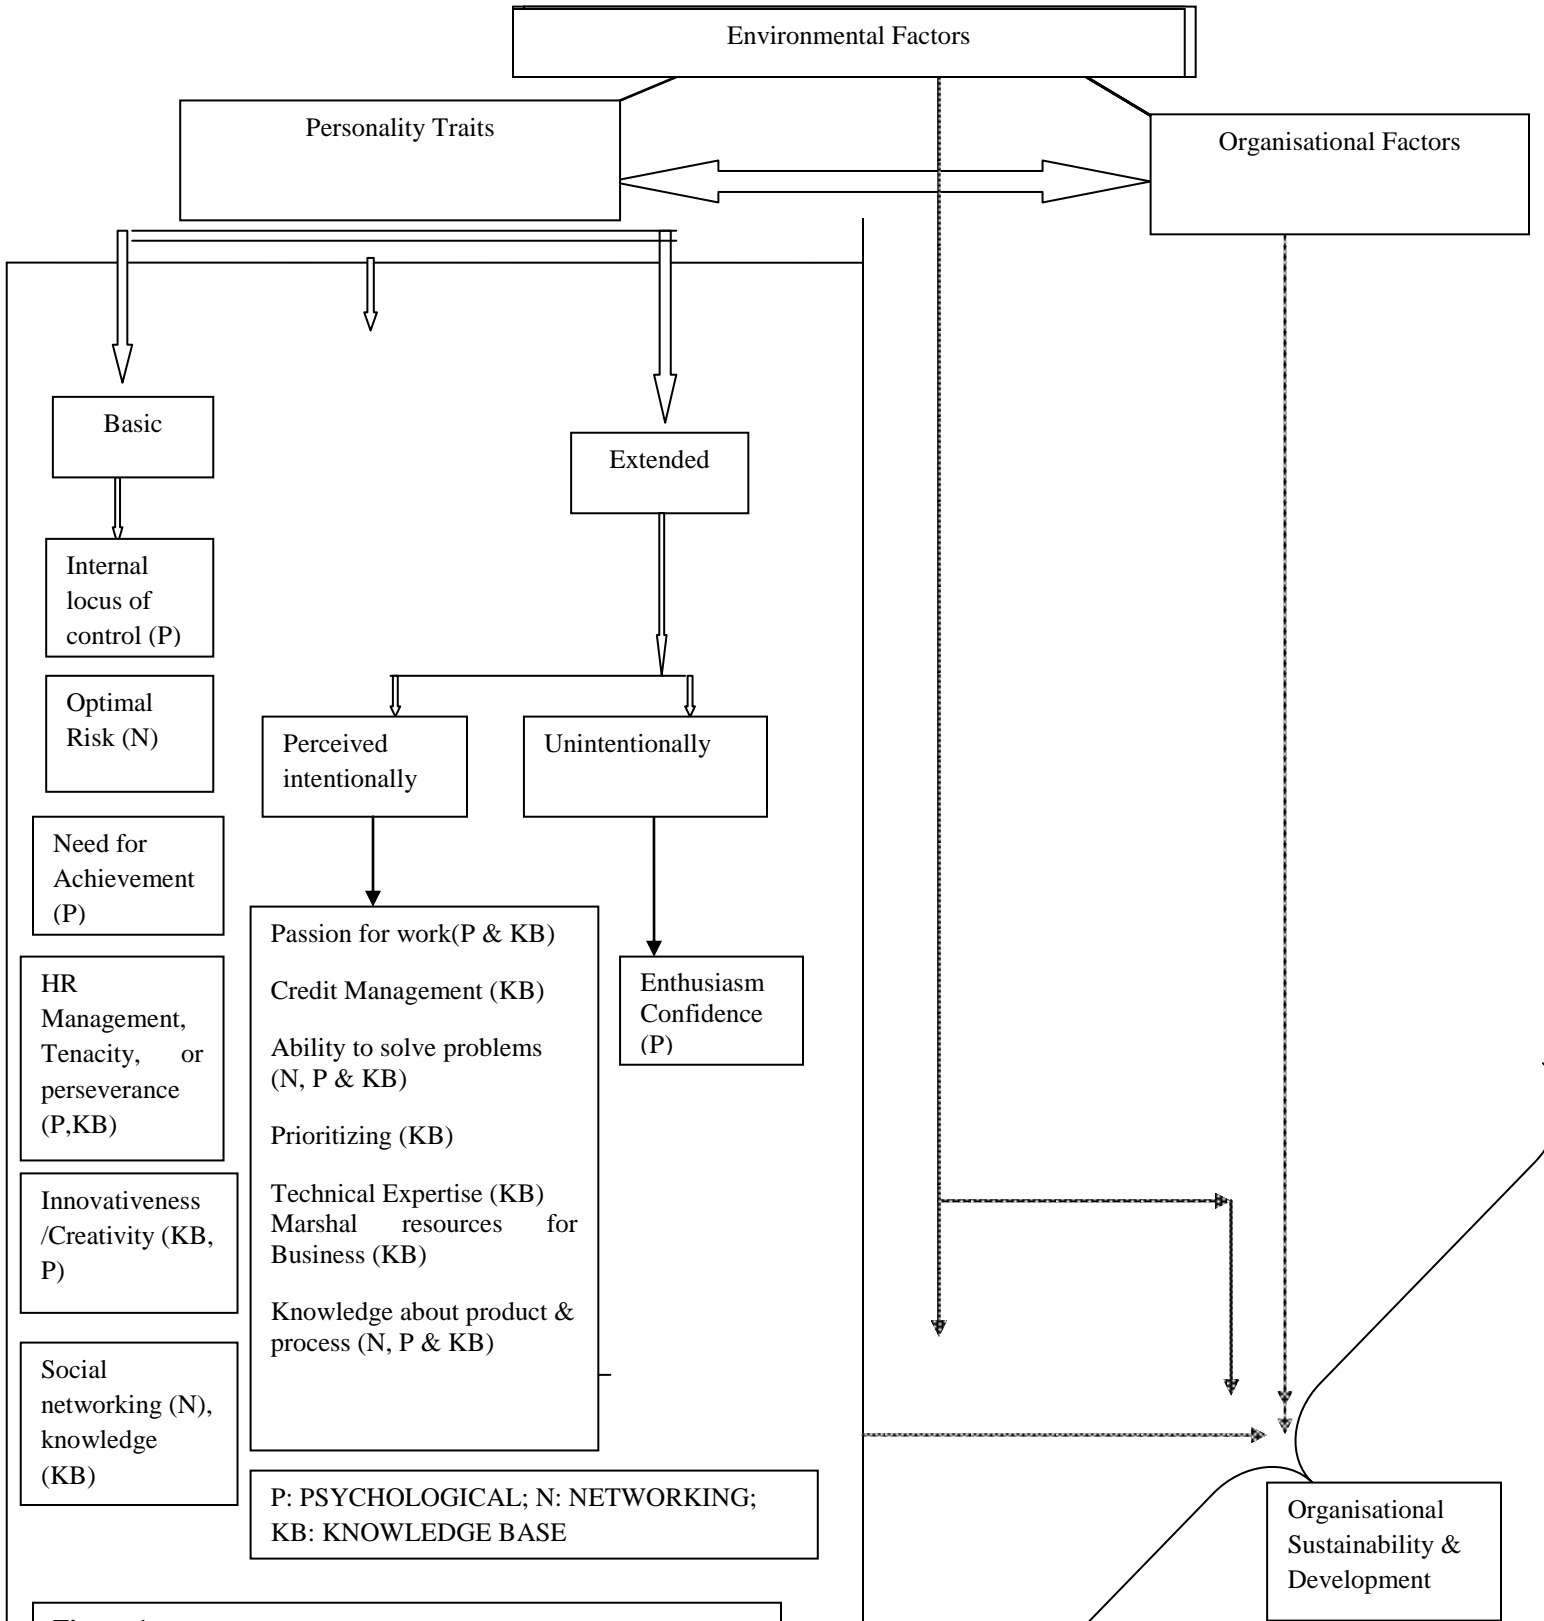 Environmental Factors
Personality Traits
Organisational Factors
Basic
Extended
Internal
locus of
control (P)
Optimal
Risk (N)
Perceived
intentionally
Unintentionally
Need for
Achievement
(P)
HR
Management,
Tenacity, or
perseverance
(P,KB)
Passion for work(P & KB)
Credit Management (KB)
Ability to solve problems
(N, P & KB)
Prioritizing (KB)
Technical Expertise (KB)
Marshal resources for
Business (KB)
Knowledge about product &
process (N, P & KB)
Enthusiasm
Confidence
(P)
Innovativeness
/Creativity (KB,
P)
Social
networking (N),
knowledge
(KB)
P: PSYCHOLOGICAL; N: NETWORKING;
KB: KNOWLEDGE BASE
Organisational
Sustainability &
Development